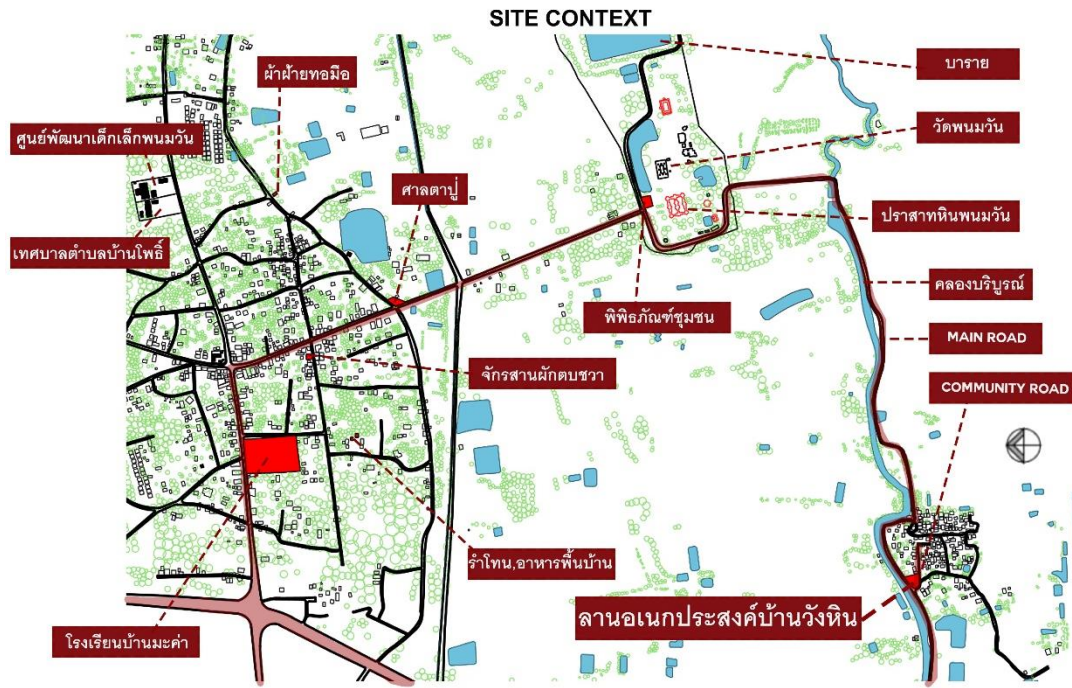 SITE CONTEXT
ผ้าฝ้ายทอมือ
บาราย
ศูนย์พัฒนาเด็กเล็กพนมวัน
วัดพนมวัน
ศาลตาปู่
ปราสาทหินพนมวัน
เทศบาลตำบลบ้านโพธิ์
คลองบริบูรณ์
พิพิธภัณฑ์ชุมชน
MAIN ROAD
จักรสานผักตบชวา
COMMUNITY ROAD
รำโทน,อาหารพื้นบ้าน
ลานอเนกประสงค์บ้านวังหิน
โรงเรียนบ้านมะค่า